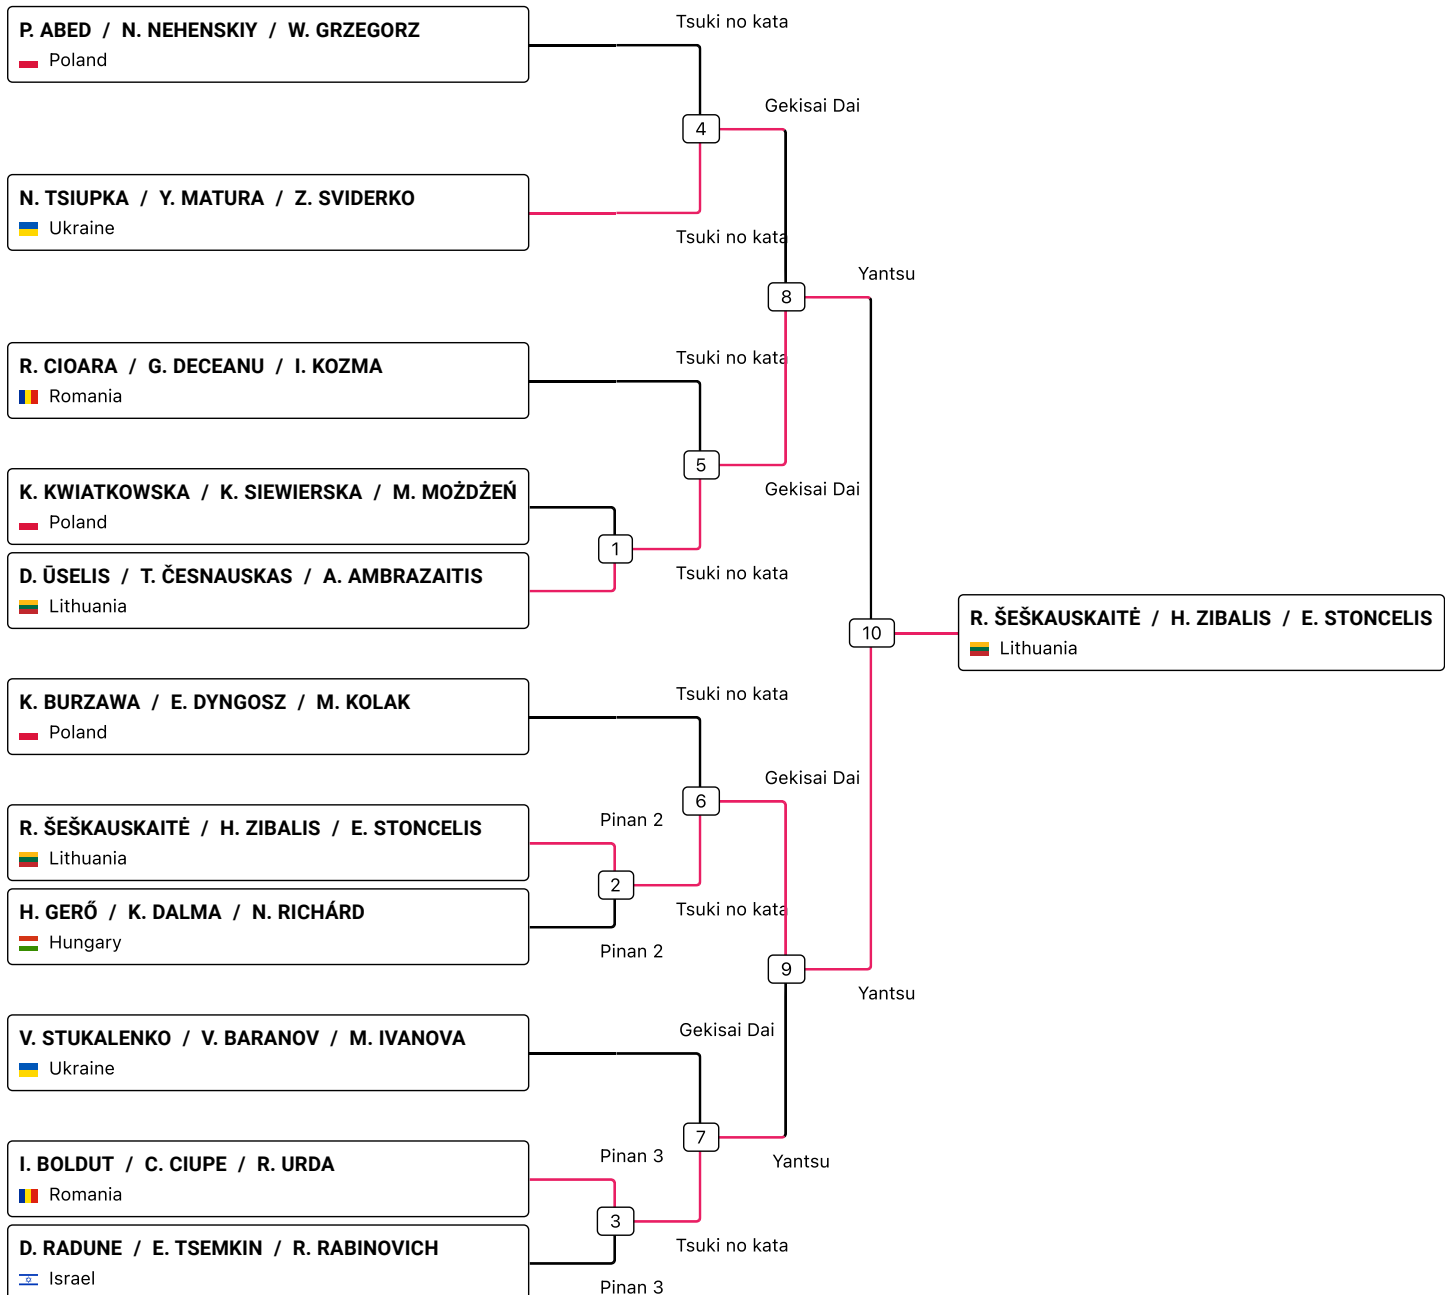 P. ABED / N. NEHENSKIY / W. GRZEGORZ
Poland
Tsuki no kata
4
Gekisai Dai
N. TSIUPKA / Y. MATURA / Z. SVIDERKO
Ukraine
Tsuki no kata
8
Yantsu
R. CIOARA / G. DECEANU / I. KOZMA
Romania
Tsuki no kata
5
Gekisai Dai
K. KWIATKOWSKA / K. SIEWIERSKA / M. MOŻDŻEŃ
Poland
1
D. ŪSELIS / T. ČESNAUSKAS / A. AMBRAZAITIS
Lithuania
Tsuki no kata
10
R. ŠEŠKAUSKAITĖ / H. ZIBALIS / E. STONCELIS
Lithuania
K. BURZAWA / E. DYNGOSZ / M. KOLAK
Poland
Tsuki no kata
6
Gekisai Dai
R. ŠEŠKAUSKAITĖ / H. ZIBALIS / E. STONCELIS
Lithuania
Pinan 2
2
H. GERŐ / K. DALMA / N. RICHÁRD
Hungary
Pinan 2
Tsuki no kata
9
Yantsu
V. STUKALENKO / V. BARANOV / M. IVANOVA
Ukraine
Gekisai Dai
7
Yantsu
I. BOLDUT / C. CIUPE / R. URDA
Romania
Pinan 3
3
D. RADUNE / E. TSEMKIN / R. RABINOVICH
Israel
Pinan 3
Tsuki no kata